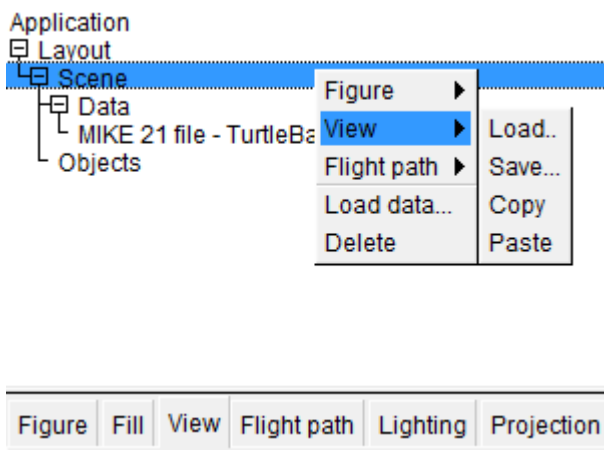 Application
Layout
Scene
Data
MIKE 21 file - TurtleBa
Objects
Figure
View
Flight path
Load data...
Delete
Load..
Save...
Copy
Paste
Figure Fill View Flight path Lighting Projection